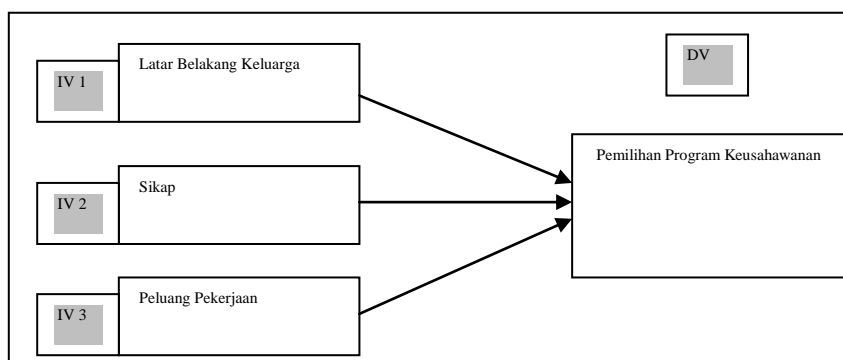 IV 1
Latar Belakang Keluarga
DV
Pemilihan Program Keusahawanan
IV 2
Sikap
IV 3
Peluang Pekerjaan